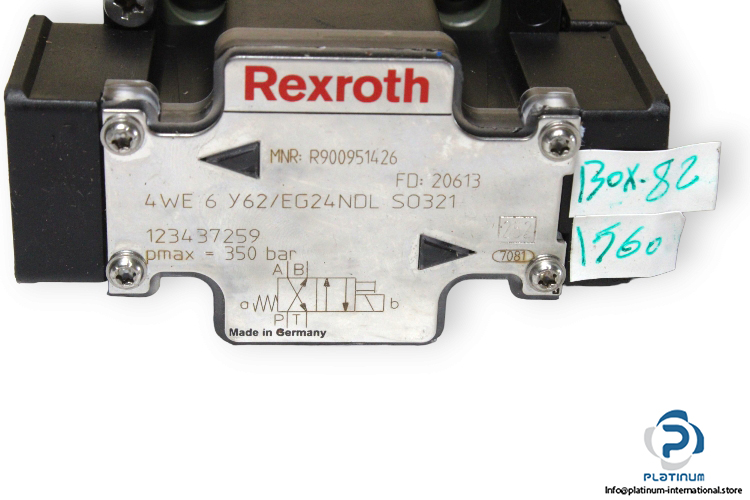 Rexroth
MNR: R900951426
FD: 20613
4WE 6 Y62/EG24NDL SO321
123437259
pmax = 350 bar
7081
A B
a b
P T
Made in Germany
BOX-82
1560
PLATINUM
Info@platinum-international.store